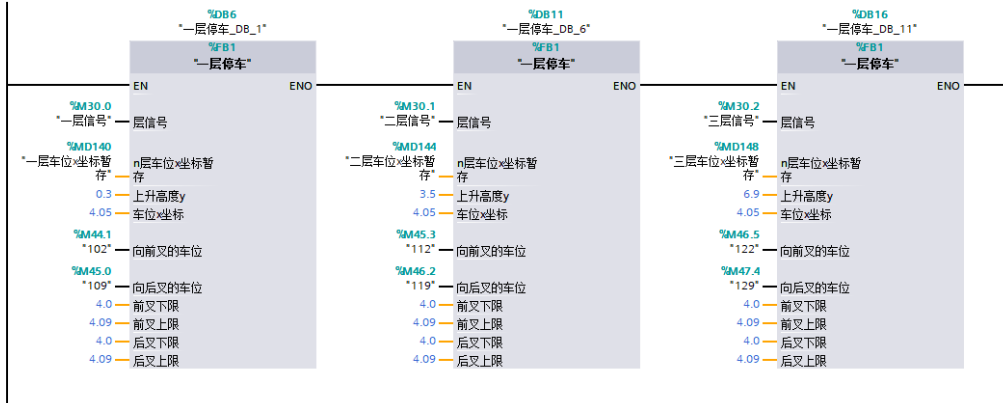 %DB6
"一层停车_DB_1"
%FB1
"一层停车"
EN
ENO
%M30.0
"一层信号"
层信号
%MD140
"一层车位x坐标暂
存"
n层车位x坐标暂
存
0.3
上升高度y
4.05
车位x坐标
%M44.1
"102"
向前叉的车位
%M45.0
"109"
向后叉的车位
4.0
前叉下限
4.09
前叉上限
4.0
后叉下限
4.09
后叉上限
%DB11
"一层停车_DB_6"
%FB1
"一层停车"
EN
ENO
%M30.1
"二层信号"
层信号
%MD144
"二层车位x坐标暂
存"
n层车位x坐标暂
存
3.5
上升高度y
4.05
车位x坐标
%M45.3
"112"
向前叉的车位
%M46.2
"119"
向后叉的车位
4.0
前叉下限
4.09
前叉上限
4.0
后叉下限
4.09
后叉上限
%DB16
"一层停车_DB_11"
%FB1
"一层停车"
EN
ENO
%M30.2
"三层信号"
层信号
%MD148
"三层车位x坐标暂
存"
n层车位x坐标暂
存
6.9
上升高度y
4.05
车位x坐标
%M46.5
"122"
向前叉的车位
%M47.4
"129"
向后叉的车位
4.0
前叉下限
4.09
前叉上限
4.0
后叉下限
4.09
后叉上限